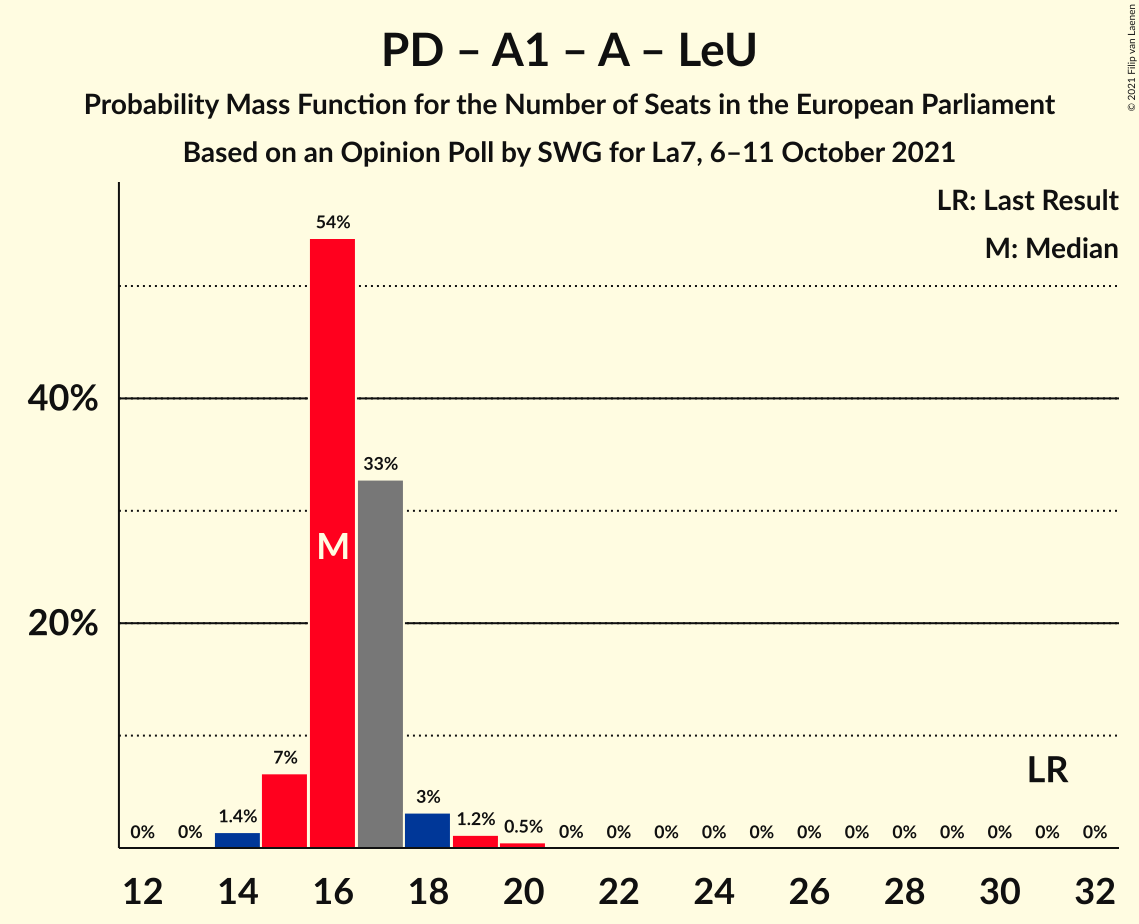 PD – A1 – A – LeU
Probability Mass Function for the Number of Seats in the European Parliament
Based on an Opinion Poll by SWG for La7, 6–11 October 2021
© 2021 Filip van Laenen
LR: Last Result
M: Median
54%
40%
33%
M
20%
7%
LR
3%
1.4%
1.2%
0.5%
0% 0% 0% 0% 0% 0% 0% 0% 0% 0% 0% 0% 0% 0%
12 14 16 18 20 22 24 26 28 30 32